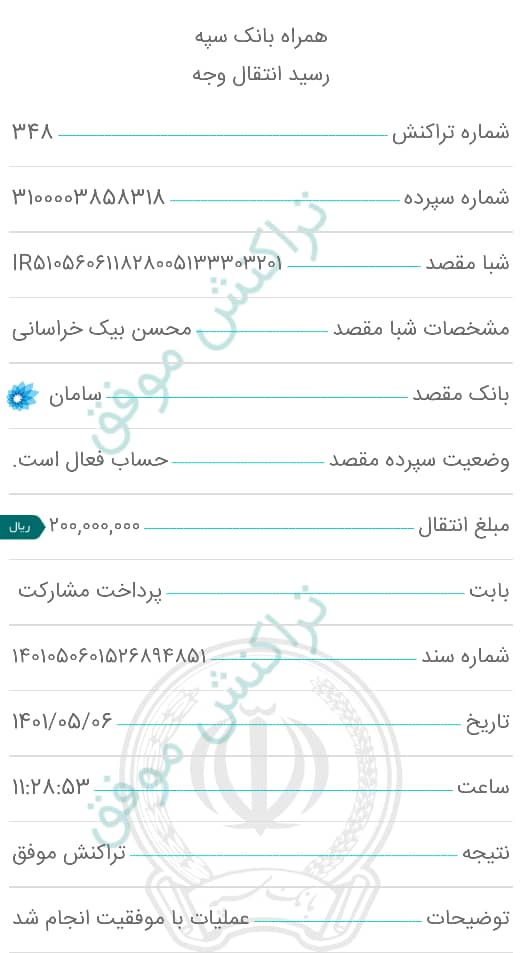 همراه بانک سپه
رسید انتقال وجه
شماره تراکنش ۳۴۸
شماره سپرده ۳۱۰۰۰۰۳۸۵۸۳۱۸
شبا مقصد IR۵۱۰۵۶۰۶۱۱۸۲۸۰۰۵۱۳۳۳۰۳۲۰۱
مشخصات شبا مقصد محسن بیک خراسانی
بانک مقصد سامان
وضعیت سپرده مقصد حساب فعال است.
مبلغ انتقال ۲۰۰,۰۰۰,۰۰۰ ریال
بابت پرداخت مشارکت
شماره سند ۱۴۰۱۰۵۰۶۰۱۵۲۶۸۹۴۸۵۱
تاریخ ۱۴۰۱/۰۵/۰۶
ساعت ۱۱:۲۸:۵۳
نتیجه تراکنش موفق
توضیحات عملیات با موفقیت انجام شد
تراکنش موفق
تراکنش موفق
بانک سپه